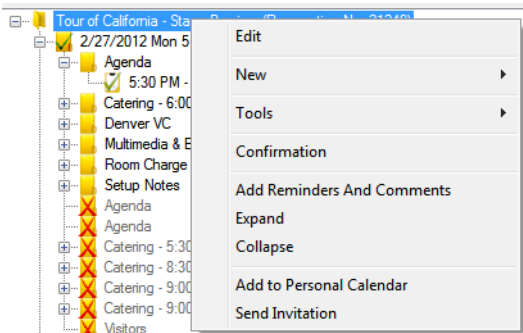 Tour of California - Sta
2/27/2012 Mon 5
Agenda
5:30 PM -
Catering - 6:00
Denver VC
Multimedia & E
Room Charge
Setup Notes
Agenda
Agenda
Catering - 5:30
Catering - 8:30
Catering - 9:00
Catering - 9:00
Visitors
Edit
New
Tools
Confirmation
Add Reminders And Comments
Expand
Collapse
Add to Personal Calendar
Send Invitation